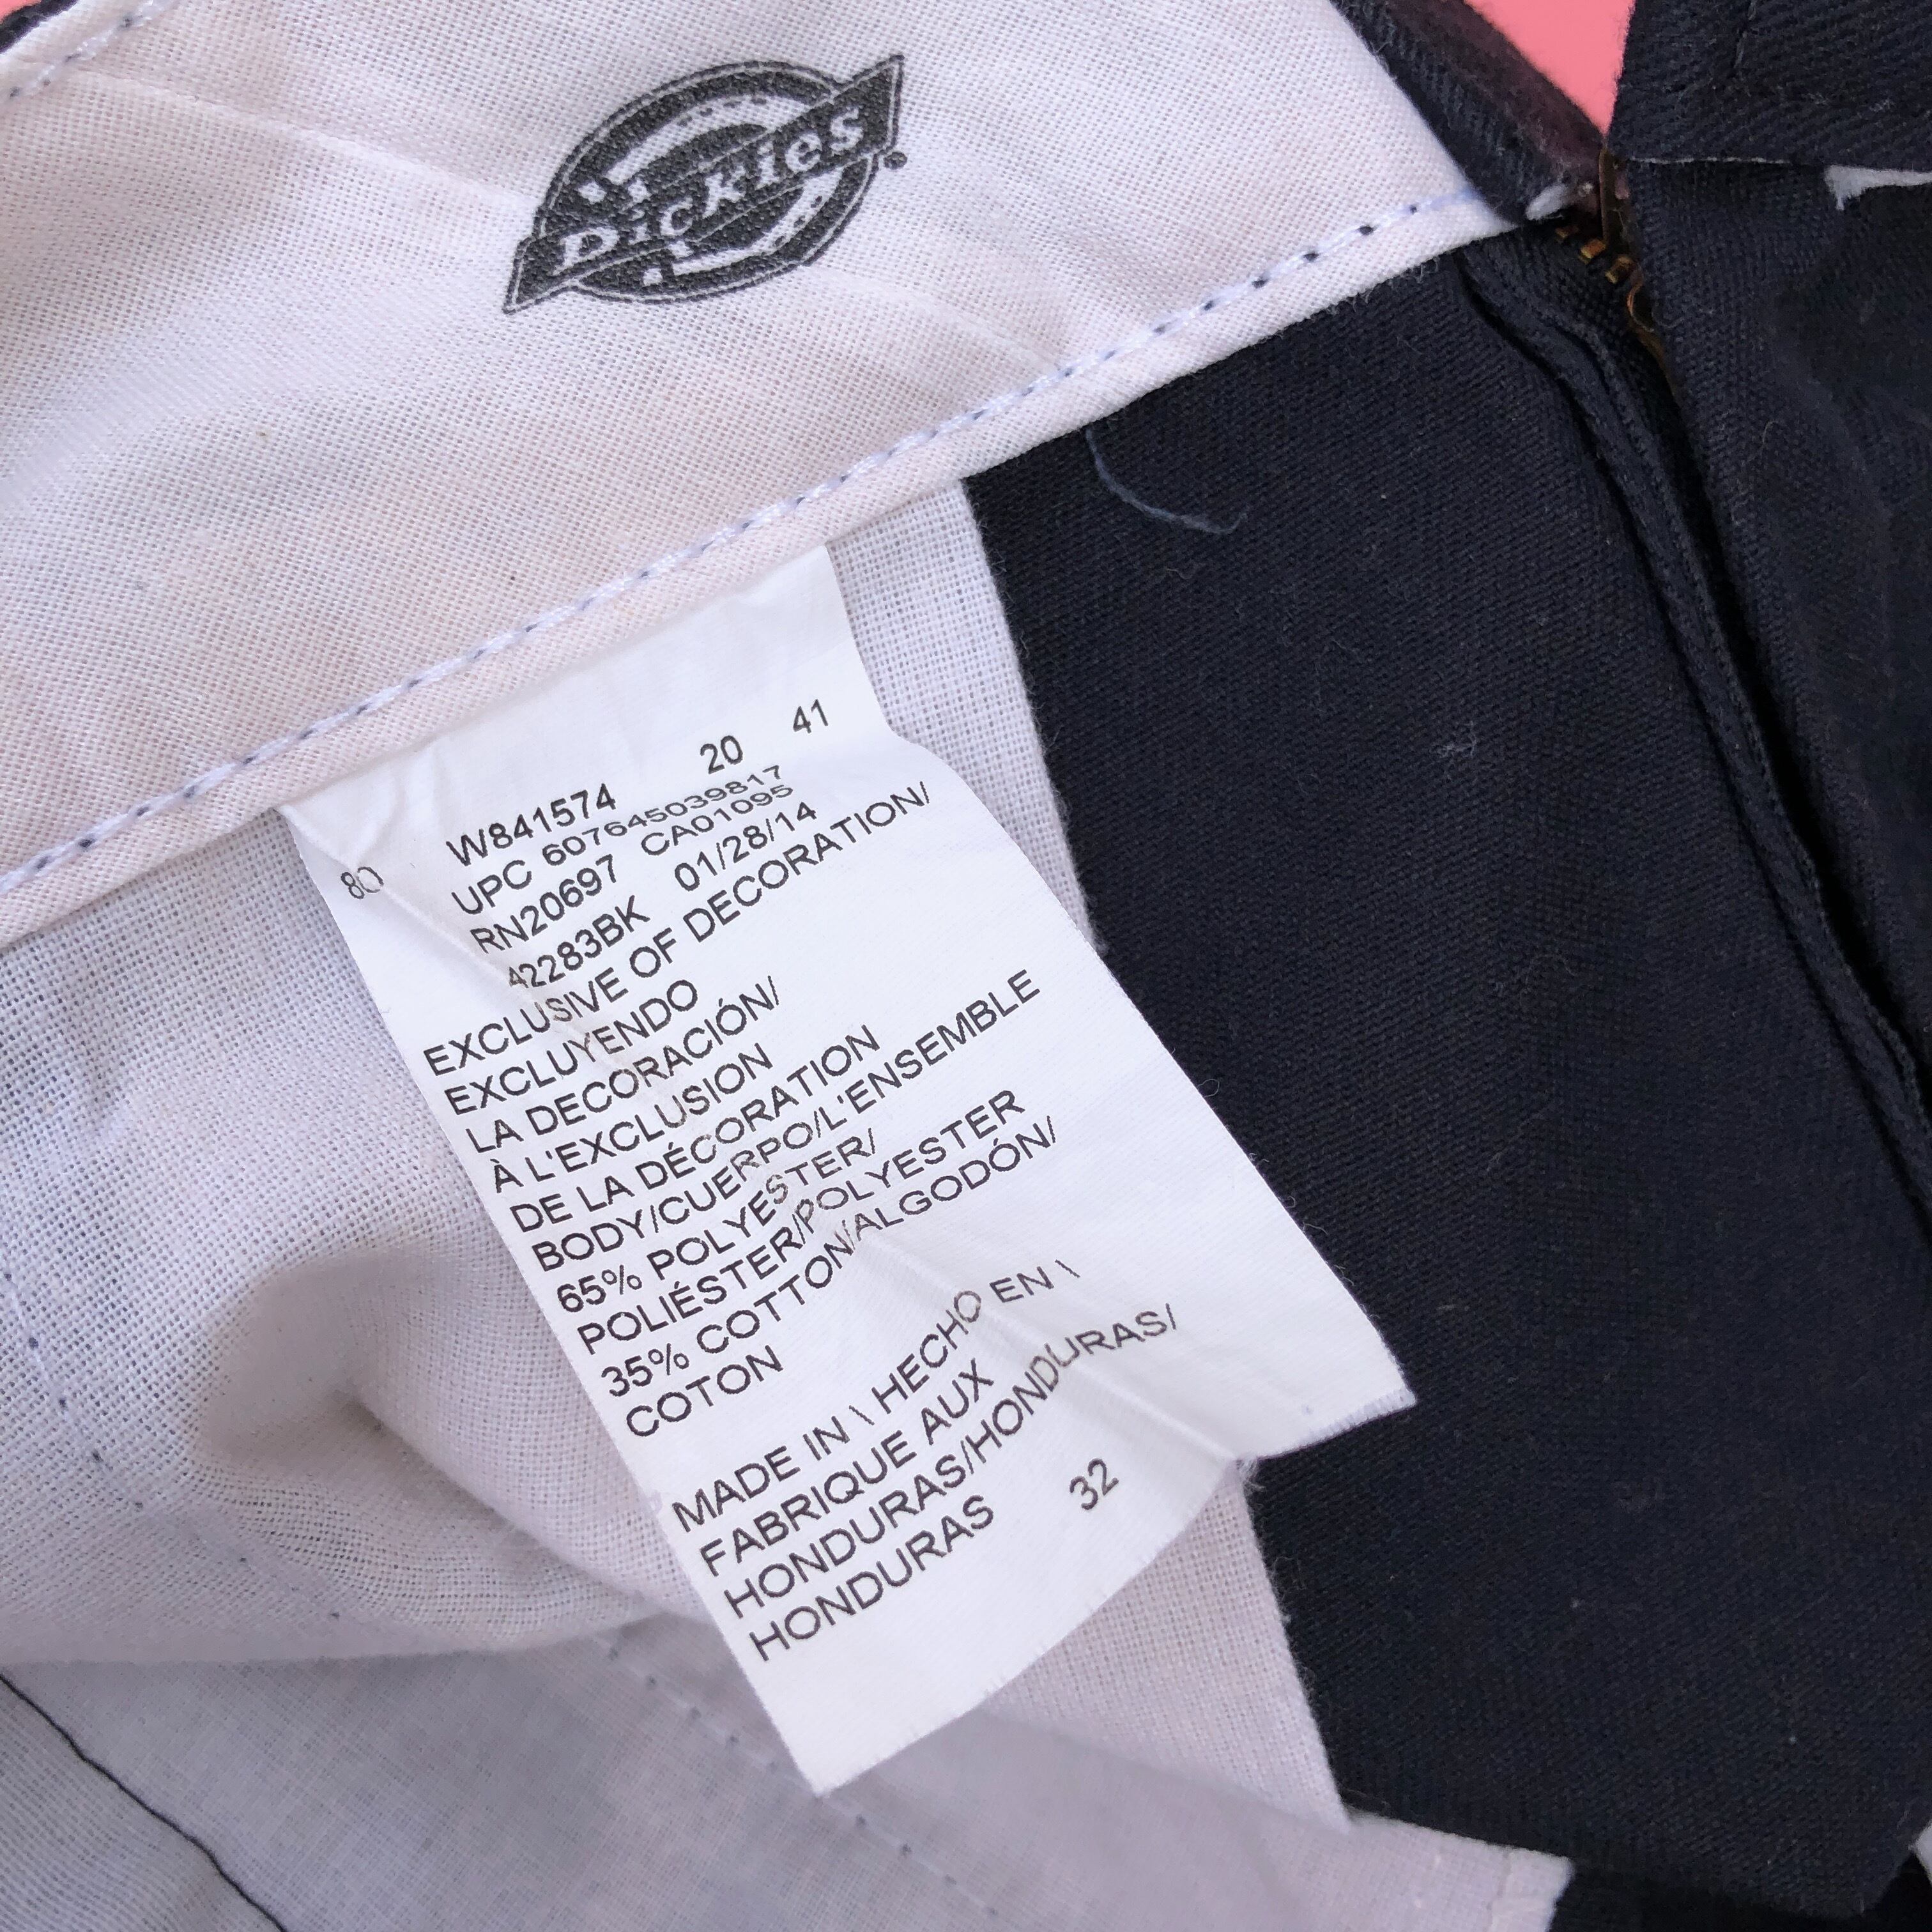 Dickies
W841574 20 41
UPC 607645039817
80
RN20697 CA01095
42283BK 01/28/14
EXCLUSIVE OF DECORATION/
EXCLUYENDO
LA DECORACIÓN/
À L'EXCLUSION
DE LA DÉCORATION
BODY/CUERPO/L'ENSEMBLE
65% POLYESTER/
POLIÉSTER/POLYESTER
35% COTTON/ALGODÓN/
COTON
MADE IN \ HECHO EN \
FABRIQUE AUX
HONDURAS/HONDURAS/
HONDURAS 32